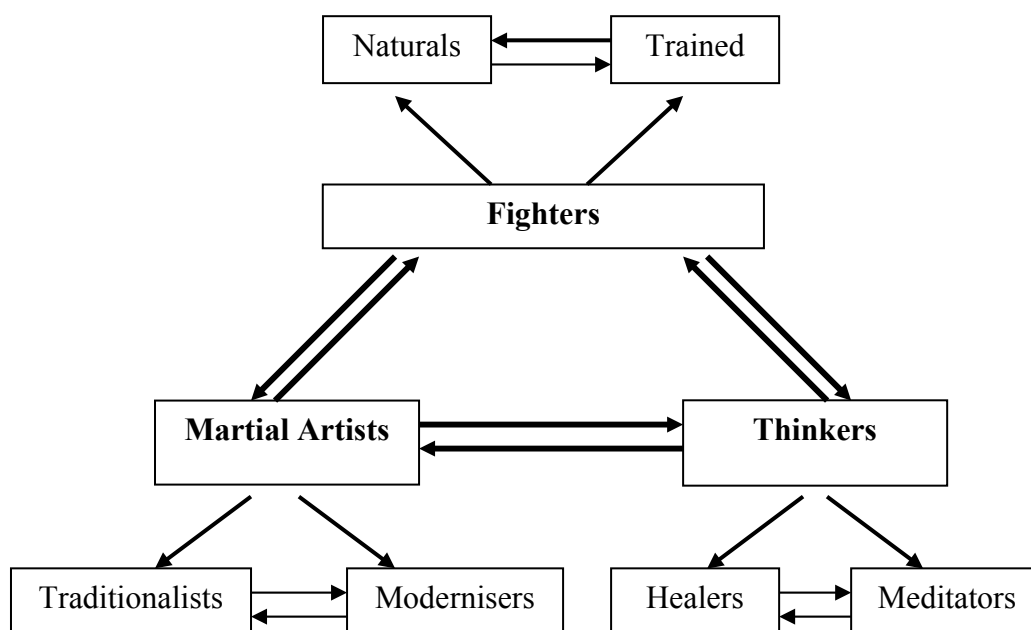 Naturals
Trained
Fighters
Martial Artists
Thinkers
Traditionalists
Modernisers
Healers
Meditators